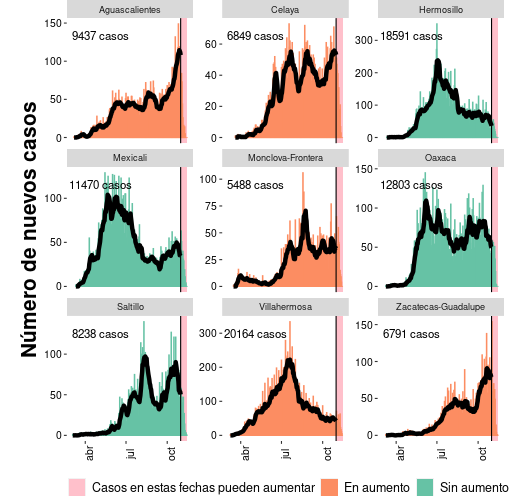 Número de nuevos casos
Aguascalientes
Celaya
Hermosillo
9437 casos
6849 casos
18591 casos
150
100
50
0
60
40
20
0
300
200
100
0
Mexicali
Monclova-Frontera
Oaxaca
11470 casos
5488 casos
12803 casos
100
50
0
100
75
50
25
0
150
100
50
0
Saltillo
Villahermosa
Zacatecas-Guadalupe
8238 casos
20164 casos
6791 casos
100
50
0
300
200
100
0
150
100
50
0
abr jul oct
abr jul oct
abr jul oct
Casos en estas fechas pueden aumentar En aumento Sin aumento